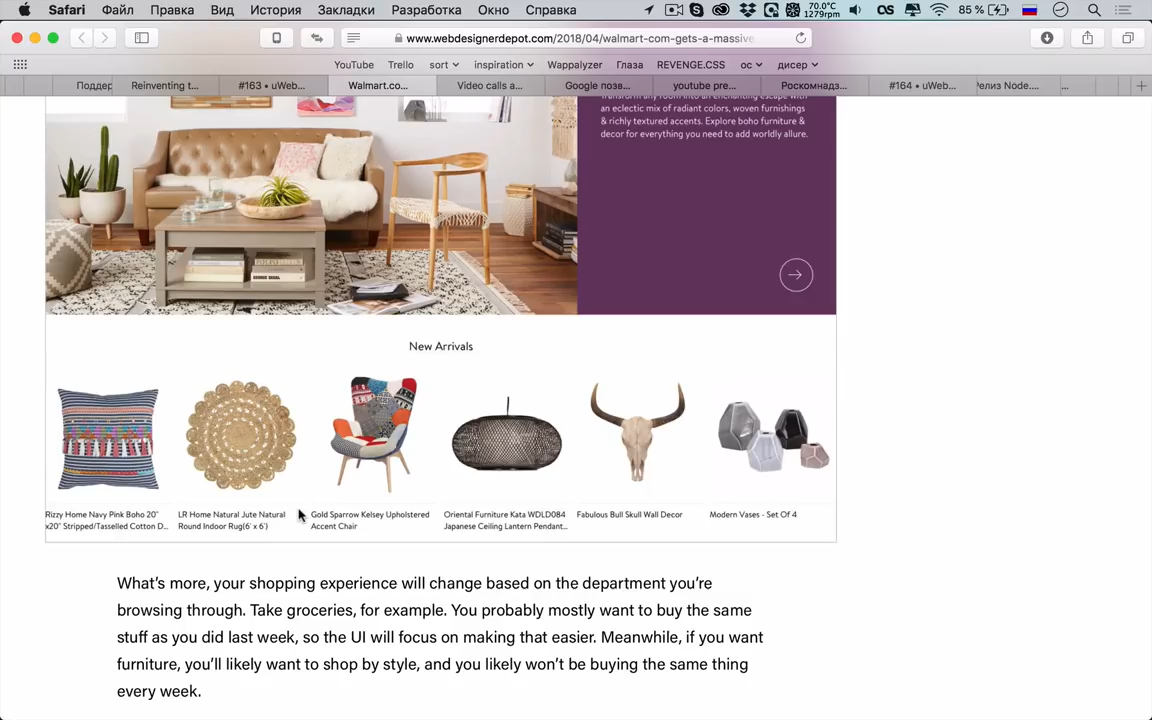 Safari Файл Правка Вид История Закладки Разработка Окно Справка 70.0°C 1279rpm OS 85 %
www.webdesignerdepot.com/2018/04/walmart-com-gets-a-massive
YouTube Trello sort inspiration Wappalyzer Глаза REVENGE.CSS ос дисер
Поддер Reinventing t... #163 • uWeb... Walmart.co... Video calls a... Google позв... youtube pre... Роскомнадз... #164 • uWeb... Релиз Node.... ...
an eclectic mix of radiant colors, woven furnishings
& richly textured accents. Explore boho furniture &
decor for everything you need to add worldly allure.
New Arrivals
Rizzy Home Navy Pink Boho 20"
x20" Stripped/Tasselled Cotton D...
LR Home Natural Jute Natural
Round Indoor Rug(6' x 6')
Gold Sparrow Kelsey Upholstered
Accent Chair
Oriental Furniture Kata WDLD084
Japanese Ceiling Lantern Pendant...
Fabulous Bull Skull Wall Decor
Modern Vases - Set Of 4
What's more, your shopping experience will change based on the department you're
browsing through. Take groceries, for example. You probably mostly want to buy the same
stuff as you did last week, so the UI will focus on making that easier. Meanwhile, if you want
furniture, you'll likely want to shop by style, and you likely won't be buying the same thing
every week.